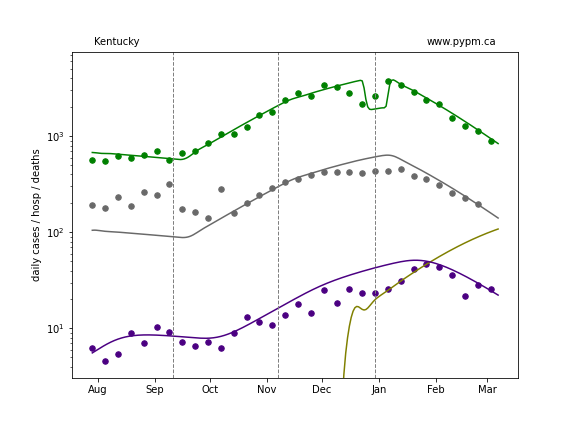 Kentucky
www.pypm.ca
daily cases / hosp / deaths
10³
10²
10¹
Aug Sep Oct Nov Dec Jan Feb Mar